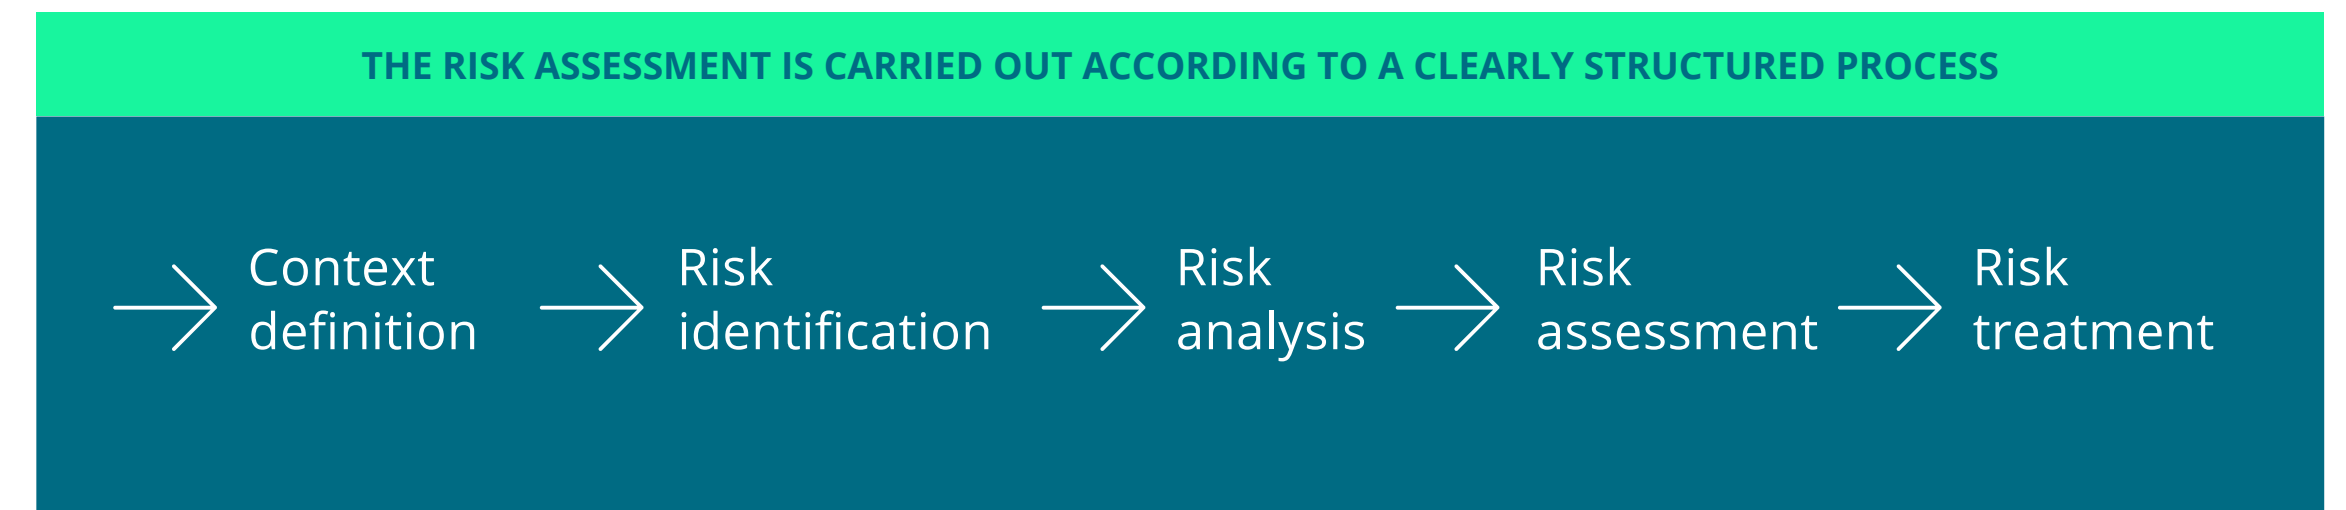 THE RISK ASSESSMENT IS CARRIED OUT ACCORDING TO A CLEARLY STRUCTURED PROCESS
Context
definition
Risk
identification
Risk
analysis
Risk
assessment
Risk
treatment